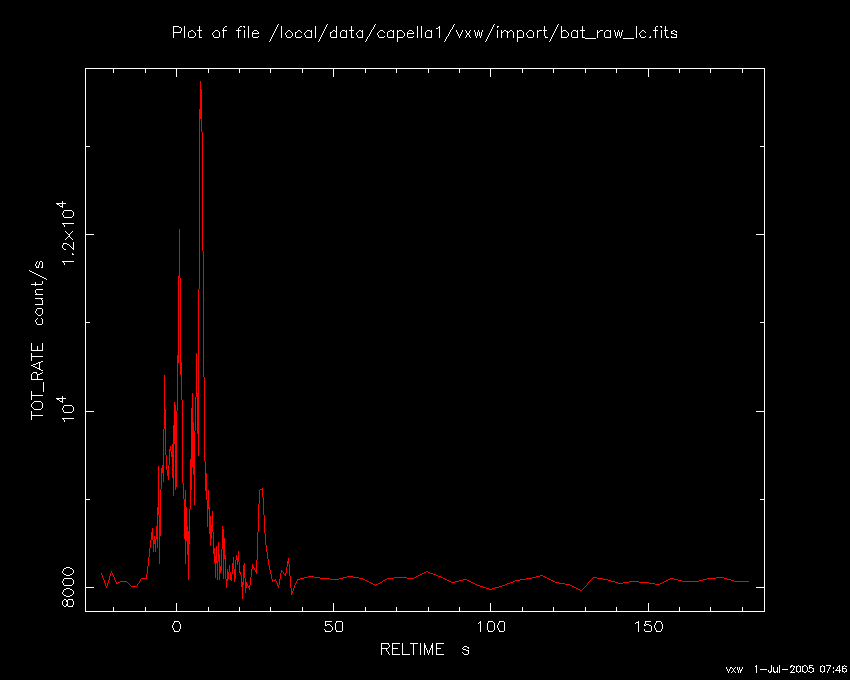 Plot of file /local/data/capella1/vxw/import/bat_raw_lc.fits
TOT_RATE count/s
1.2×10⁴
10⁴
8000
0 50 100 150
RELTIME s
vxw 1-Jul-2005 07:46